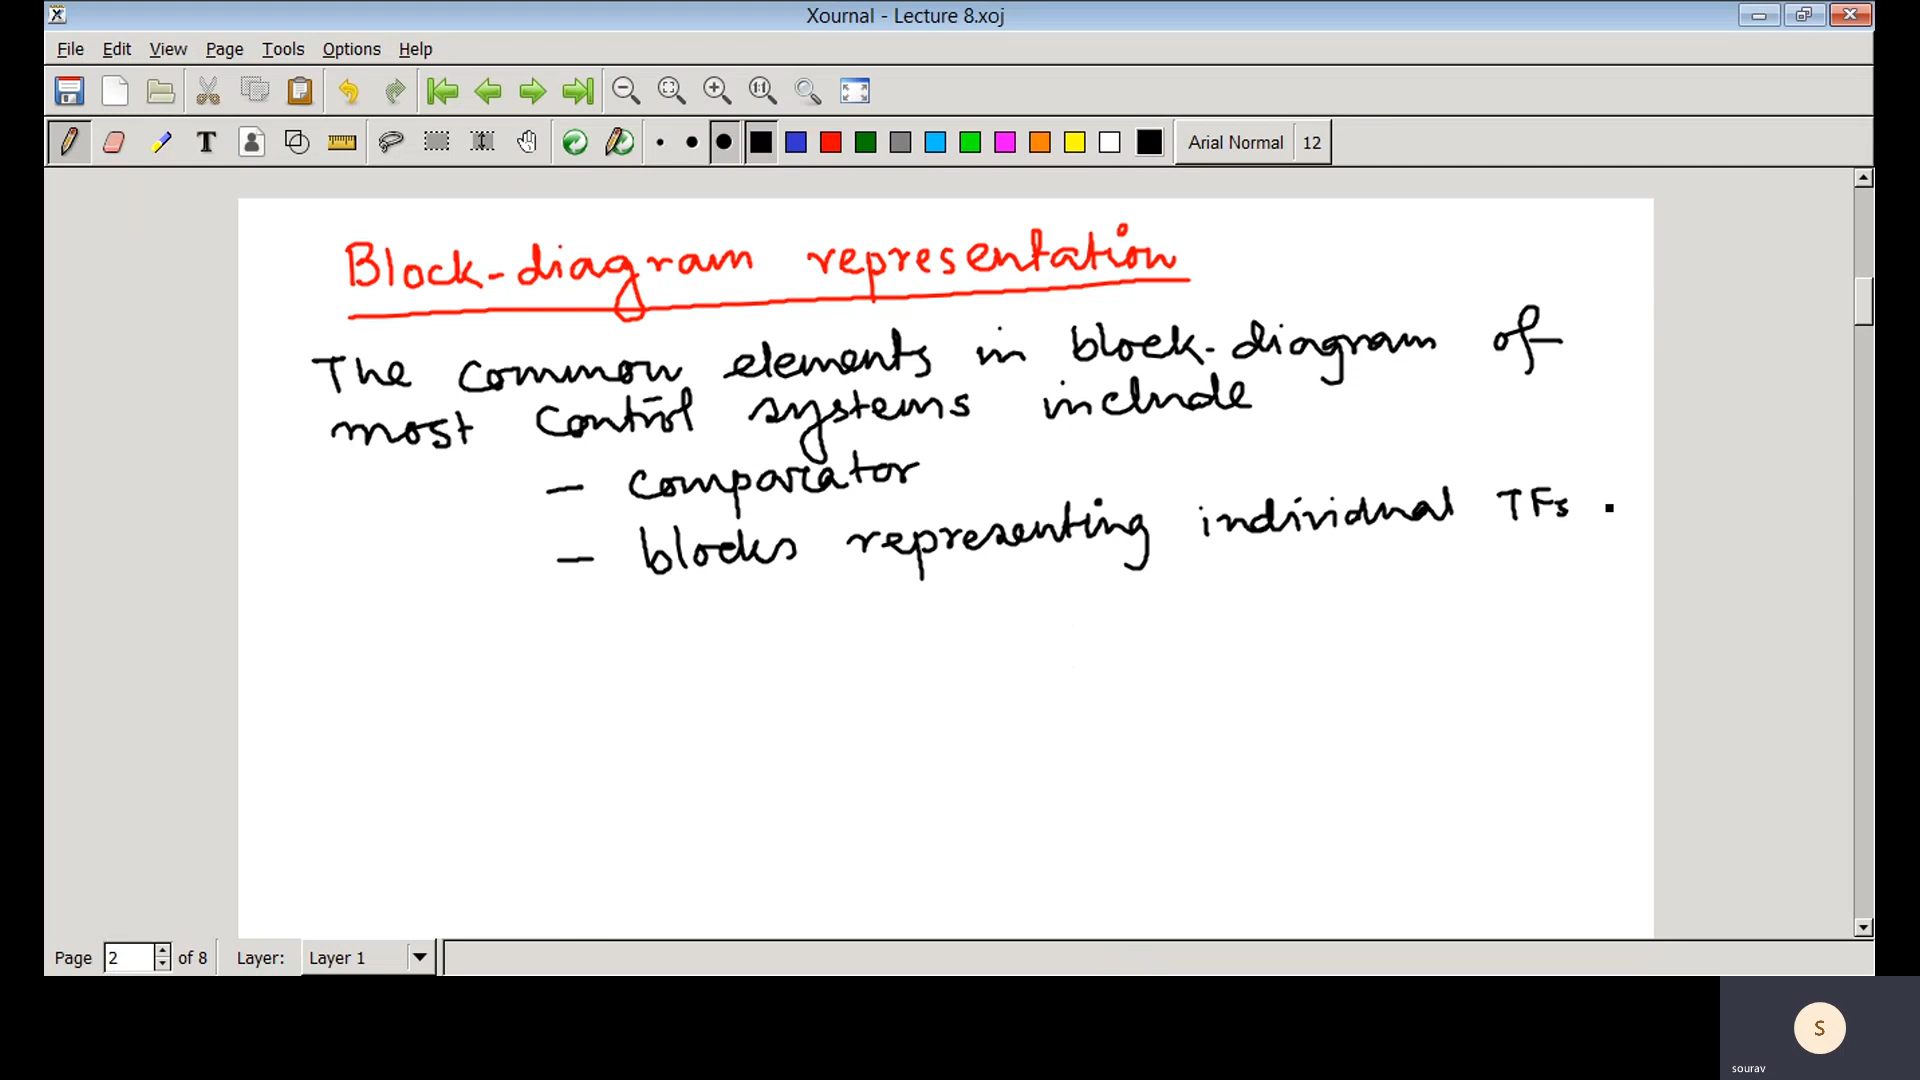 Xournal - Lecture 8.xoj
File Edit View Page Tools Options Help
Arial Normal 12
Block-diagram representation
The common elements in block-diagram of
most control systems include
- comparator
- blocks representing individual TFs
Page 2 of 8 Layer: Layer 1
S
sourav